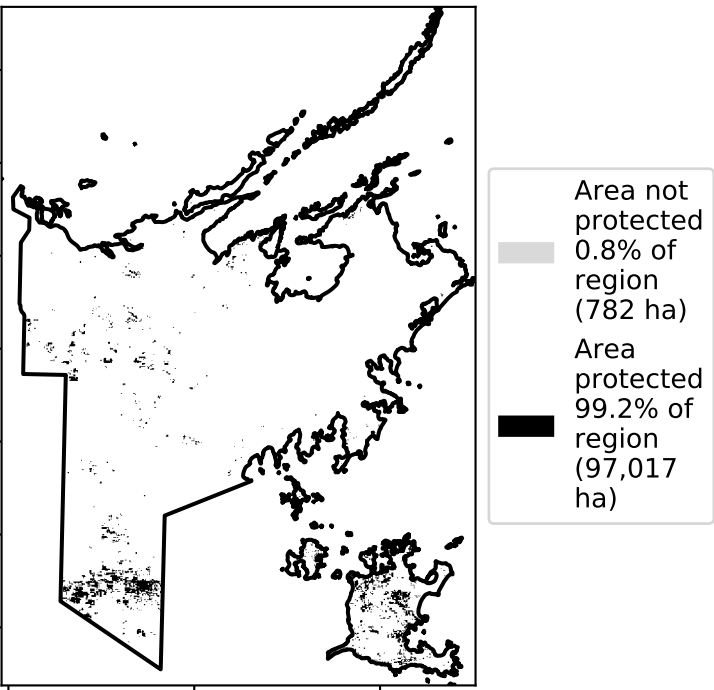 Area not
protected
0.8% of
region
(782 ha)
Area
protected
99.2% of
region
(97,017
ha)